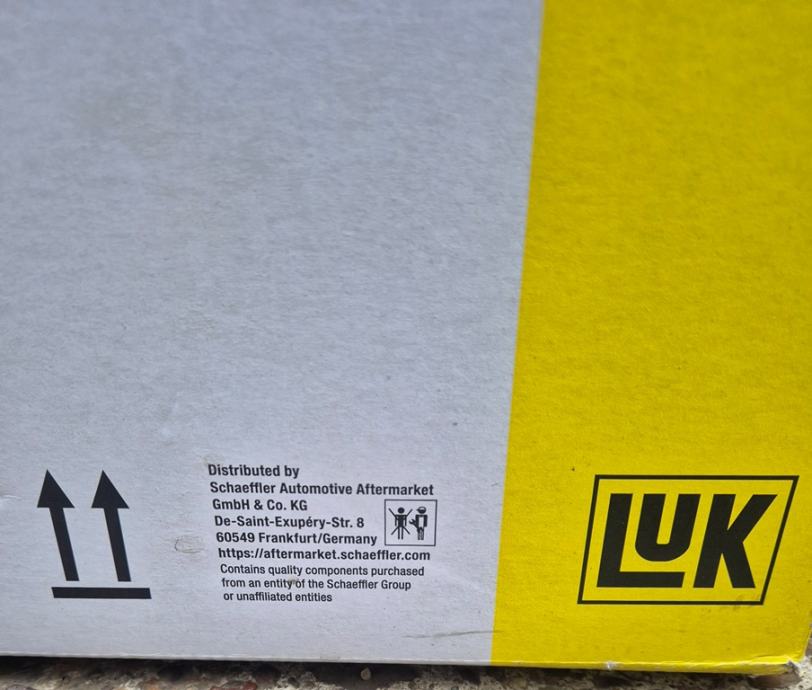 Distributed by
Schaeffler Automotive Aftermarket
GmbH & Co. KG
De-Saint-Exupéry-Str. 8
60549 Frankfurt/Germany
https://aftermarket.schaeffler.com
Contains quality components purchased
from an entity of the Schaeffler Group
or unaffiliated entities
LUK